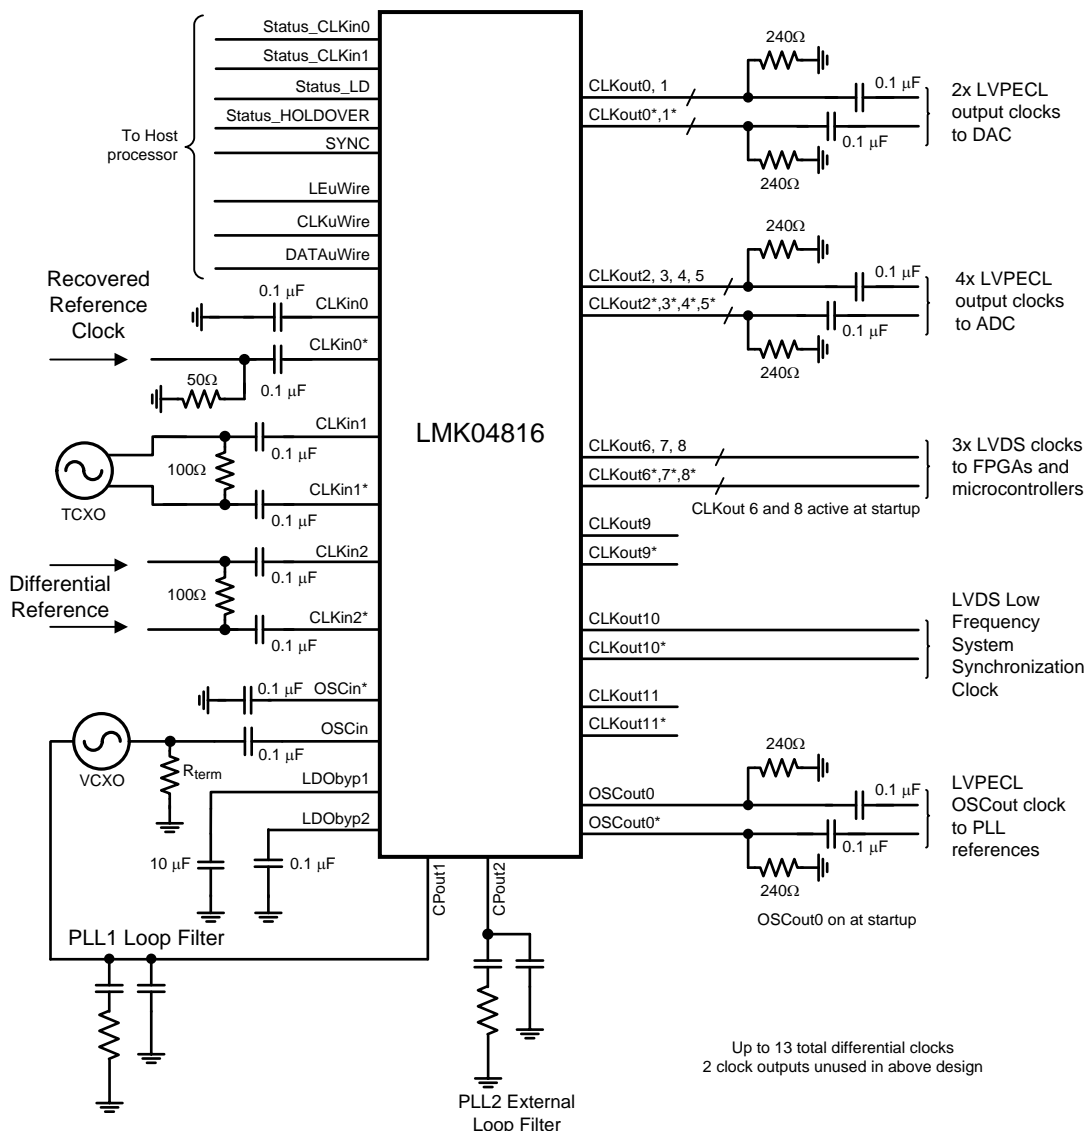 Status_CLKin0
Status_CLKin1
Status_LD
Status_HOLDOVER
SYNC
To Host
processor
LEuWire
CLKuWire
DATAuWire
Recovered
Reference
Clock
0.1 µF
CLKin0
CLKin0*
50Ω
0.1 µF
CLKin1
0.1 µF
100Ω
CLKin1*
0.1 µF
TCXO
CLKin2
0.1 µF
Differential
Reference
100Ω
CLKin2*
0.1 µF
0.1 µF
OSCin*
OSCin
0.1 µF
VCXO
Rterm
LDObyp1
LDObyp2
10 µF
0.1 µF
PLL1 Loop Filter
CPout1
CPout2
PLL2 External
Loop Filter
LMK04816
240Ω
CLKout0, 1
0.1 µF
CLKout0*,1*
0.1 µF
240Ω
2x LVPECL
output clocks
to DAC
240Ω
CLKout2, 3, 4, 5
0.1 µF
CLKout2*,3*,4*,5*
0.1 µF
240Ω
4x LVPECL
output clocks
to ADC
CLKout6, 7, 8
CLKout6*,7*,8*
CLKout 6 and 8 active at startup
3x LVDS clocks
to FPGAs and
microcontrollers
CLKout9
CLKout9*
CLKout10
CLKout10*
LVDS Low
Frequency
System
Synchronization
Clock
CLKout11
CLKout11*
240Ω
OSCout0
0.1 µF
OSCout0*
0.1 µF
240Ω
LVPECL
OSCout clock
to PLL
references
OSCout0 on at startup
Up to 13 total differential clocks
2 clock outputs unused in above design